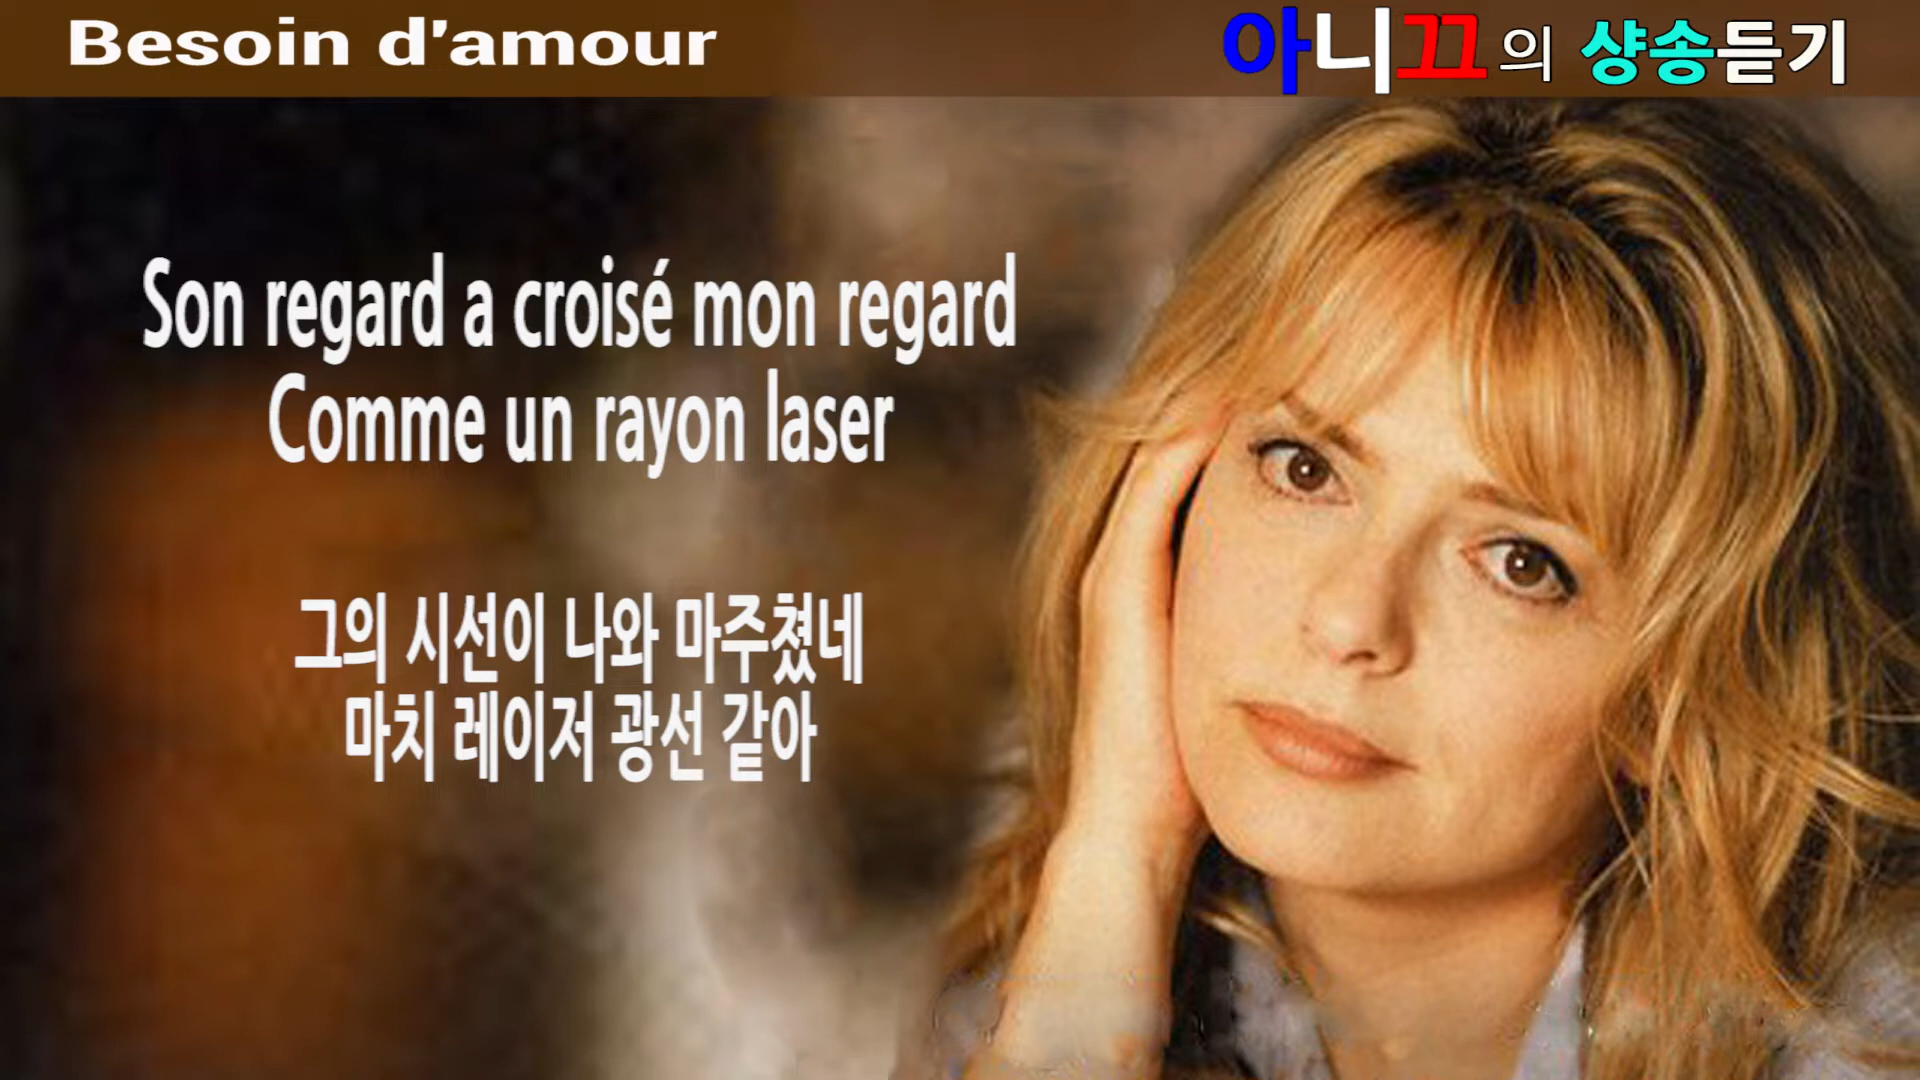 Besoin d'amour
아니끄의 샹송듣기
Son regard a croisé mon regard
Comme un rayon laser
그의 시선이 나와 마주쳤네
마치 레이저 광선 같아